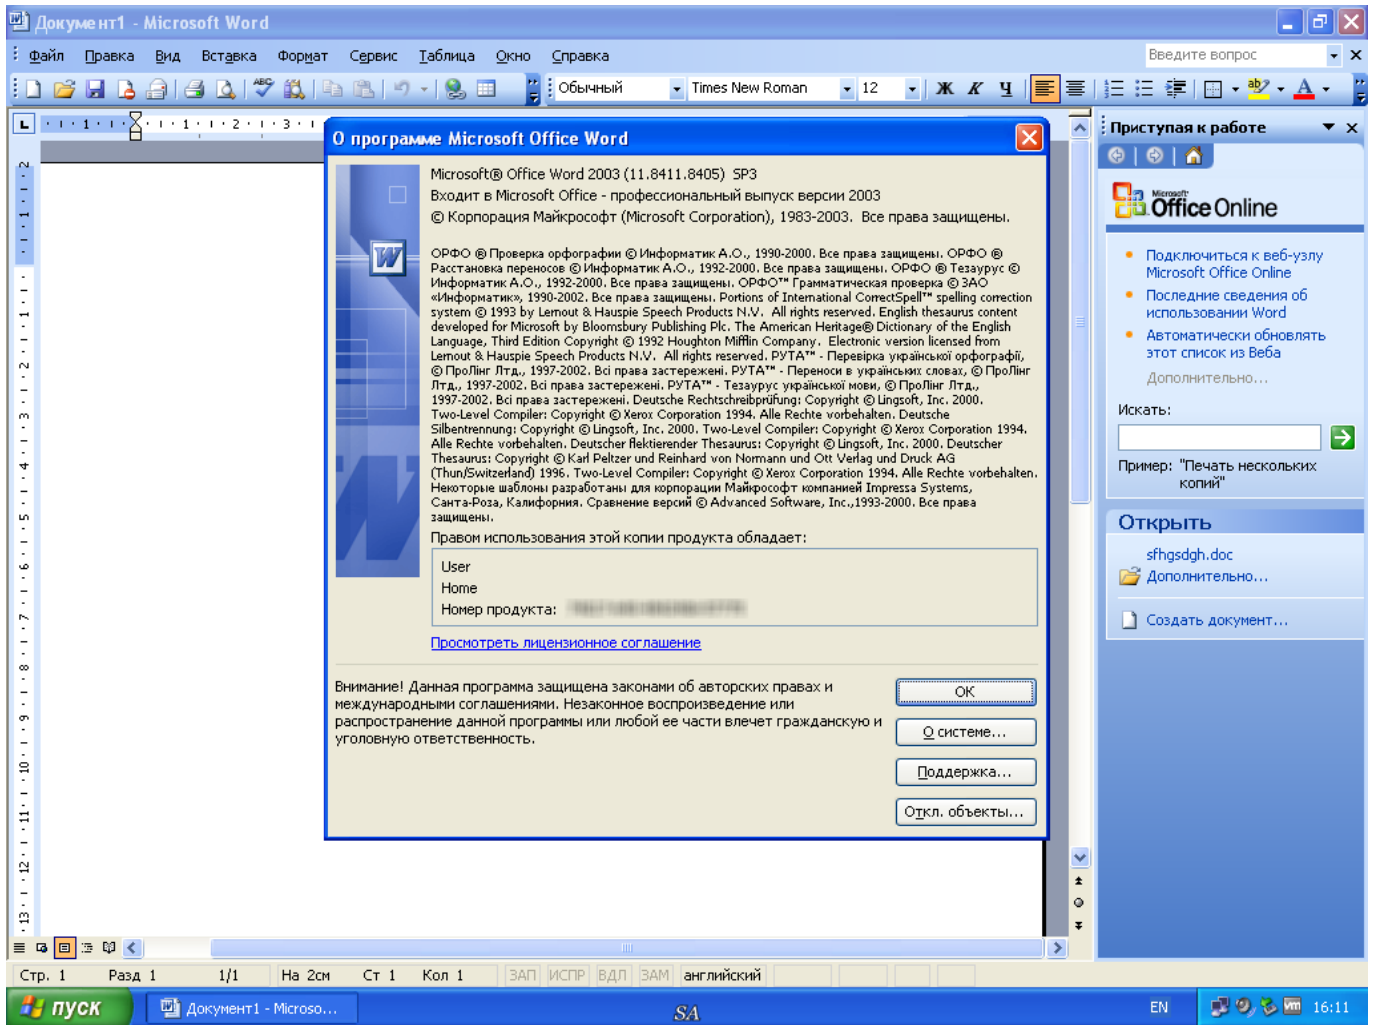 Документ1 - Microsoft Word
Файл Правка Вид Вставка Формат Сервис Таблица Окно Справка
Введите вопрос
Обычный Times New Roman 12 Ж К Ч
Приступая к работе
О программе Microsoft Office Word
Microsoft® Office Word 2003 (11.8411.8405) SP3
Входит в Microsoft Office - профессиональный выпуск версии 2003
© Корпорация Майкрософт (Microsoft Corporation), 1983-2003. Все права защищены.
ОРФО ® Проверка орфографии © Информатик А.О., 1990-2000. Все права защищены. ОРФО ®
Расстановка переносов © Информатик А.О., 1992-2000. Все права защищены. ОРФО ® Тезаурус ©
Информатик А.О., 1992-2000. Все права защищены. ОРФО™ Грамматическая проверка © ЗАО
«Информатик», 1990-2002. Все права защищены. Portions of International CorrectSpell™ spelling correction
system © 1993 by Lernout & Hauspie Speech Products N.V. All rights reserved. English thesaurus content
developed for Microsoft by Bloomsbury Publishing Plc. The American Heritage® Dictionary of the English
Language, Third Edition Copyright © 1992 Houghton Mifflin Company. Electronic version licensed from
Lernout & Hauspie Speech Products N.V. All rights reserved. РУТА™ - Перевірка української орфографії,
© ПроЛінг Лтд., 1997-2002. Всі права застережені. РУТА™ - Переноси в українських словах, © ПроЛінг
Лтд., 1997-2002. Всі права застережені. РУТА™ - Тезаурус української мови, © ПроЛінг Лтд.,
1997-2002. Всі права застережені. Deutsche Rechtschreibprüfung: Copyright © Lingsoft, Inc. 2000.
Two-Level Compiler: Copyright © Xerox Corporation 1994. Alle Rechte vorbehalten. Deutsche
Silbentrennung: Copyright © Lingsoft, Inc. 2000. Two-Level Compiler: Copyright © Xerox Corporation 1994.
Alle Rechte vorbehalten. Deutscher flektierender Thesaurus: Copyright © Lingsoft, Inc. 2000. Deutscher
Thesaurus: Copyright © Karl Peltzer und Reinhard von Normann und Ott Verlag und Druck AG
(Thun/Switzerland) 1996. Two-Level Compiler: Copyright © Xerox Corporation 1994. Alle Rechte vorbehalten.
Некоторые шаблоны разработаны для корпорации Майкрософт компанией Impressa Systems,
Санта-Роза, Калифорния. Сравнение версий © Advanced Software, Inc.,1993-2000. Все права
защищены.
Правом использования этой копии продукта обладает:
User
Home
Номер продукта:
Просмотреть лицензионное соглашение
Внимание! Данная программа защищена законами об авторских правах и
международными соглашениями. Незаконное воспроизведение или
распространение данной программы или любой ее части влечет гражданскую и
уголовную ответственность.
OK
О системе...
Поддержка...
Откл. объекты...
Microsoft
Office Online
Подключиться к веб-узлу
Microsoft Office Online
Последние сведения об
использовании Word
Автоматически обновлять
этот список из Веба
Дополнительно...
Искать:
Пример: "Печать нескольких
копий"
Открыть
sfhgsdgh.doc
Дополнительно...
Создать документ...
Стр. 1 Разд 1 1/1 На 2см Ст 1 Кол 1 ЗАП ИСПР ВДЛ ЗАМ английский
пуск Документ1 - Microso... SA EN 16:11